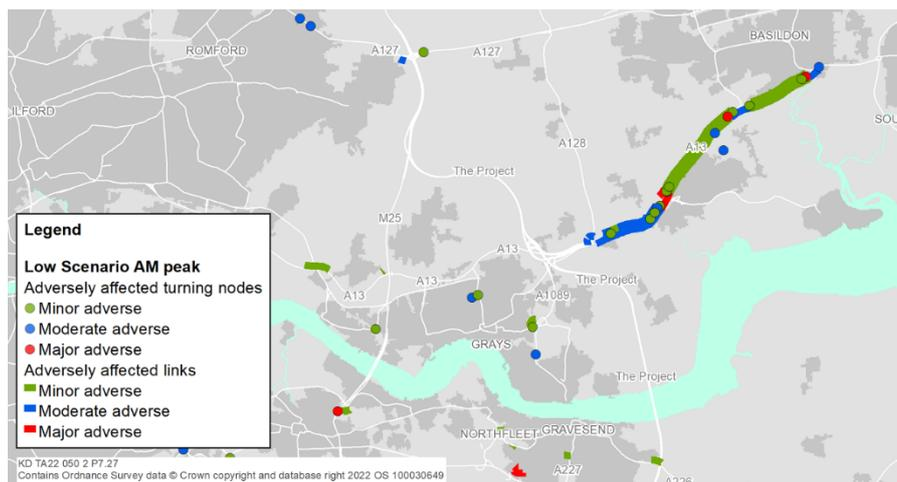 BASILDON
ROMFORD
A127
A127
ILFORD
SOU
A128
A13
The Project
M25
A13
The Project
A13
A13
A1089
GRAYS
The Project
NORTHFLEET
GRAVESEND
A227
A226
Legend
Low Scenario AM peak
Adversely affected turning nodes
Minor adverse
Moderate adverse
Major adverse
Adversely affected links
Minor adverse
Moderate adverse
Major adverse
KD TA22 050 2 P7.27
Contains Ordnance Survey data © Crown copyright and database right 2022 OS 100030649